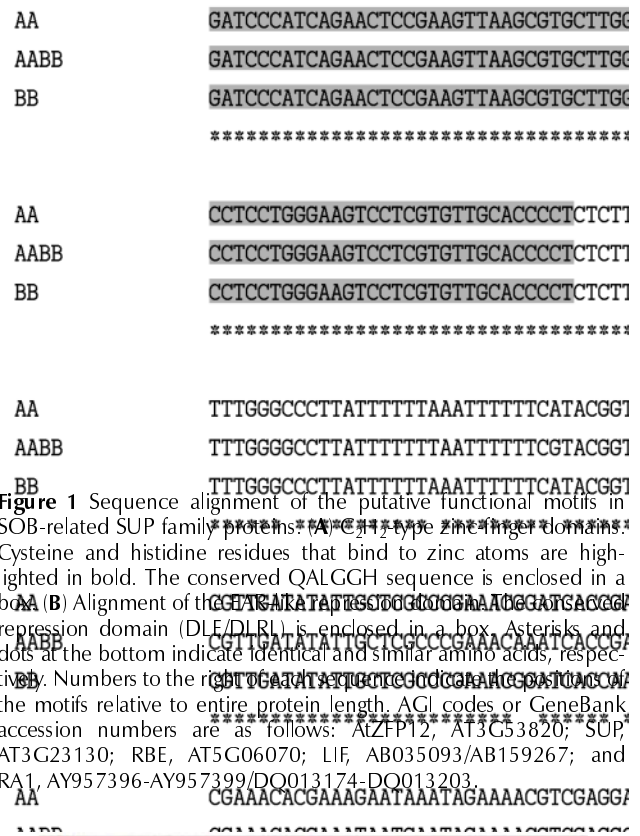 AA GATCCCATCAGAACTCCGAAGTTAAGCGTGCTTGG
AABB GATCCCATCAGAACTCCGAAGTTAAGCGTGCTTGG
BB GATCCCATCAGAACTCCGAAGTTAAGCGTGCTTGG
***********************************
AA CCTCCTGGGAAGTCCTCGTGTTGCACCCCTCTCTT
AABB CCTCCTGGGAAGTCCTCGTGTTGCACCCCTCTCTT
BB CCTCCTGGGAAGTCCTCGTGTTGCACCCCTCTCTT
***********************************
AA TTTGGGCCCTTATTTTTTAAATTTTTTCATACGGT
AABB TTTGGGGCCTTATTTTTTTAATTTTTTCGTACGGT
BB TTTGGGCCCTTATTTTTTAAATTTTTTCATACGGT
Figure 1 Sequence alignment of the putative functional motifs in
SOB-related SUP family proteins. (A) C2H2-type zinc-finger domains.
Cysteine and histidine residues that bind to zinc atoms are high-
lighted in bold. The conserved QALGGH sequence is enclosed in a
AA
box. (B) Alignment of the EAR-like repression domain. The conserved
repression domain (DLE/DLRL) is enclosed in a box. Asterisks and
AABB CGTTGATATATTGCTCGCCCGAAACAAATCACCGA
dots at the bottom indicate identical and similar amino acids, respec-
BB
tively. Numbers to the right of each sequence indicate the positions of
the motifs relative to entire protein length. AGI codes or GeneBank
accession numbers are as follows: AtZFP12, AT3G53820; SUP,
AT3G23130; RBE, AT5G06070; LIF, AB035093/AB159267; and
RA1, AY957396-AY957399/DQ013174-DQ013203.
AA CGAAACACGAAAGAATAAATAGAAAACGTCGAGGA